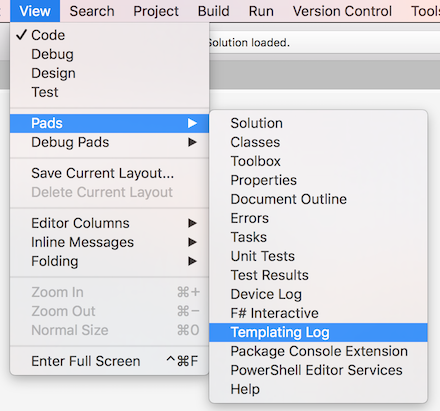 View Search Project Build Run Version Control Tools
Solution loaded.
✓ Code
Debug
Design
Test
Pads ▶
Debug Pads ▶
Save Current Layout...
Delete Current Layout
Editor Columns ▶
Inline Messages ▶
Folding ▶
Zoom In ⌘+
Zoom Out ⌘−
Normal Size ⌘0
Enter Full Screen ^⌘F
Solution
Classes
Toolbox
Properties
Document Outline
Errors
Tasks
Unit Tests
Test Results
Device Log
F# Interactive
Templating Log
Package Console Extension
PowerShell Editor Services
Help